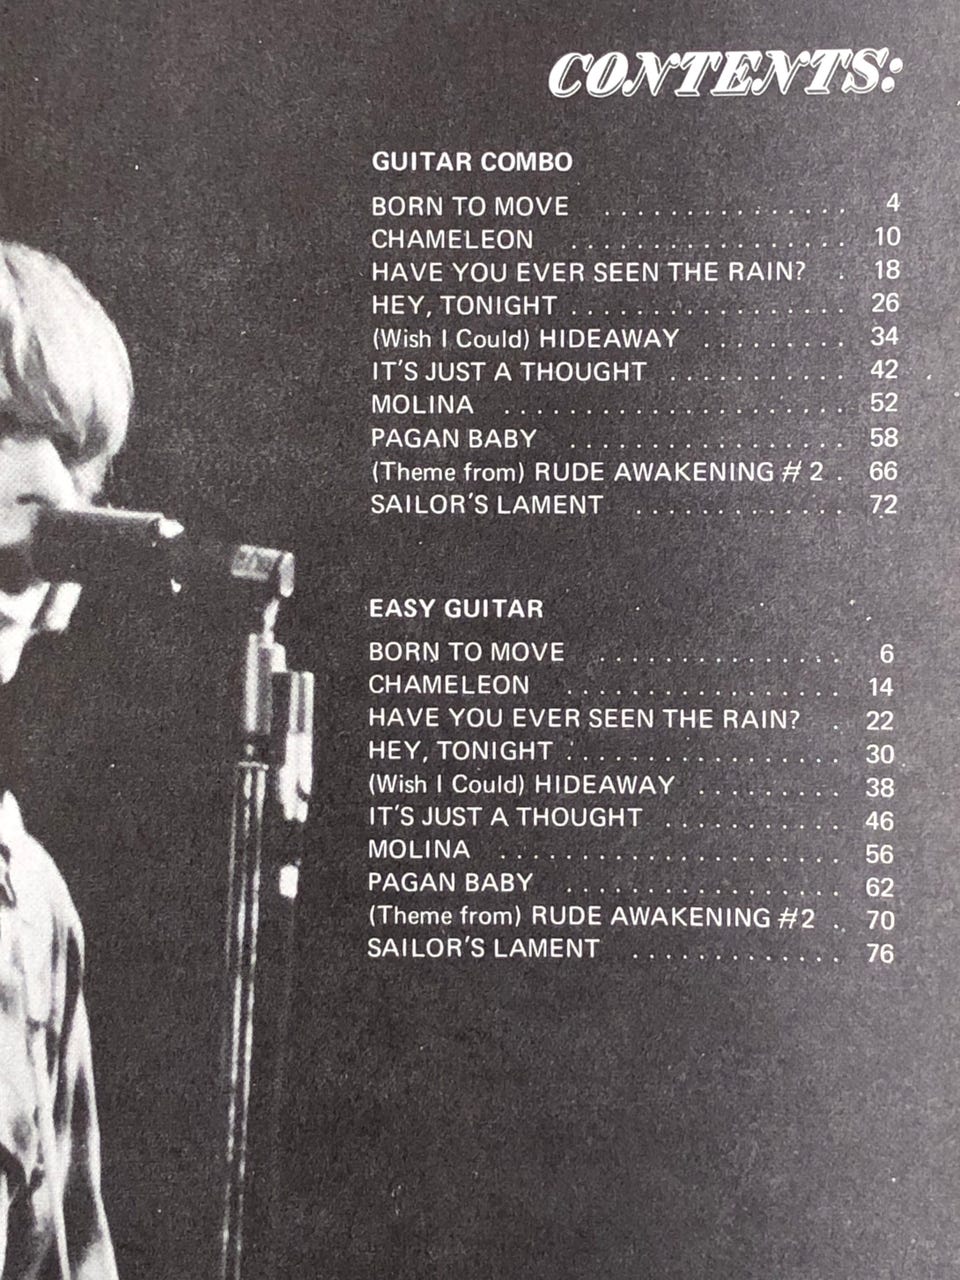 CONTENTS:
GUITAR COMBO
BORN TO MOVE . . . . . . . . . . . . . . . 4
CHAMELEON . . . . . . . . . . . . . . . . . 10
HAVE YOU EVER SEEN THE RAIN? . 18
HEY, TONIGHT . . . . . . . . . . . . . . . . . 26
(Wish I Could) HIDEAWAY . . . . . . . . . 34
IT'S JUST A THOUGHT . . . . . . . . . . . 42
MOLINA . . . . . . . . . . . . . . . . . . . . . 52
PAGAN BABY . . . . . . . . . . . . . . . . . 58
(Theme from) RUDE AWAKENING # 2 . 66
SAILOR'S LAMENT . . . . . . . . . . . . . 72
EASY GUITAR
BORN TO MOVE . . . . . . . . . . . . . . . 6
CHAMELEON . . . . . . . . . . . . . . . . . 14
HAVE YOU EVER SEEN THE RAIN? . 22
HEY, TONIGHT . . . . . . . . . . . . . . . . . 30
(Wish I Could) HIDEAWAY . . . . . . . . . 38
IT'S JUST A THOUGHT . . . . . . . . . . . 46
MOLINA . . . . . . . . . . . . . . . . . . . . . 56
PAGAN BABY . . . . . . . . . . . . . . . . . 62
(Theme from) RUDE AWAKENING #2 . 70
SAILOR'S LAMENT . . . . . . . . . . . . . 76